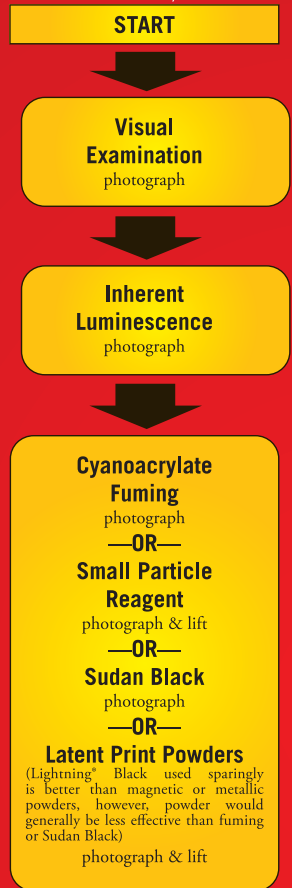 START
Visual
Examination
photograph
Inherent
Luminescence
photograph
Cyanoacrylate
Fuming
photograph
—OR—
Small Particle
Reagent
photograph & lift
—OR—
Sudan Black
photograph
—OR—
Latent Print Powders
(Lightning® Black used sparingly
is better than magnetic or metallic
powders, however, powder would
generally be less effective than fuming
or Sudan Black)
photograph & lift